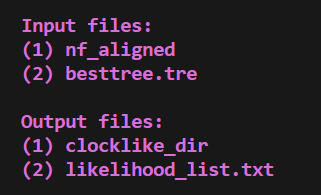 Input files:
(1) nf_aligned
(2) besttree.tre
Output files:
(1) clocklike_dir
(2) likelihood_list.txt